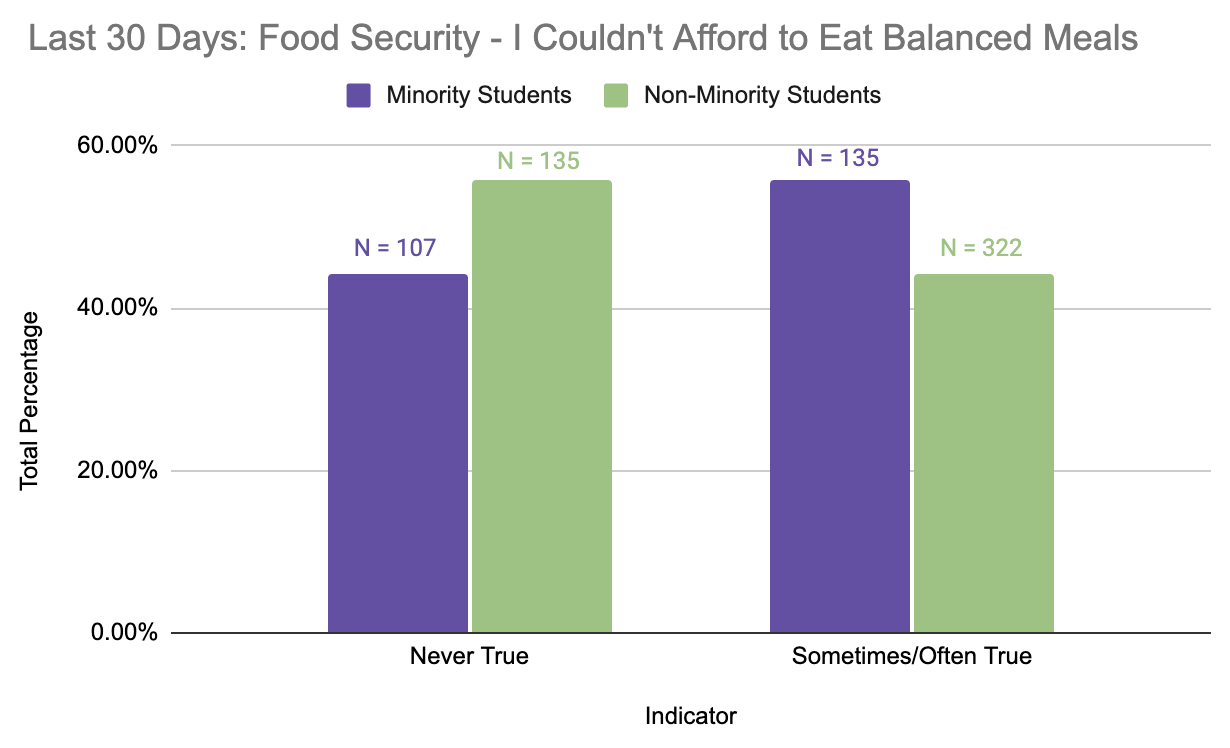 Last 30 Days: Food Security - I Couldn't Afford to Eat Balanced Meals
Minority Students
Non-Minority Students
60.00%
N = 135
N = 135
N = 107
N = 322
40.00%
Total Percentage
20.00%
0.00%
Never True
Sometimes/Often True
Indicator